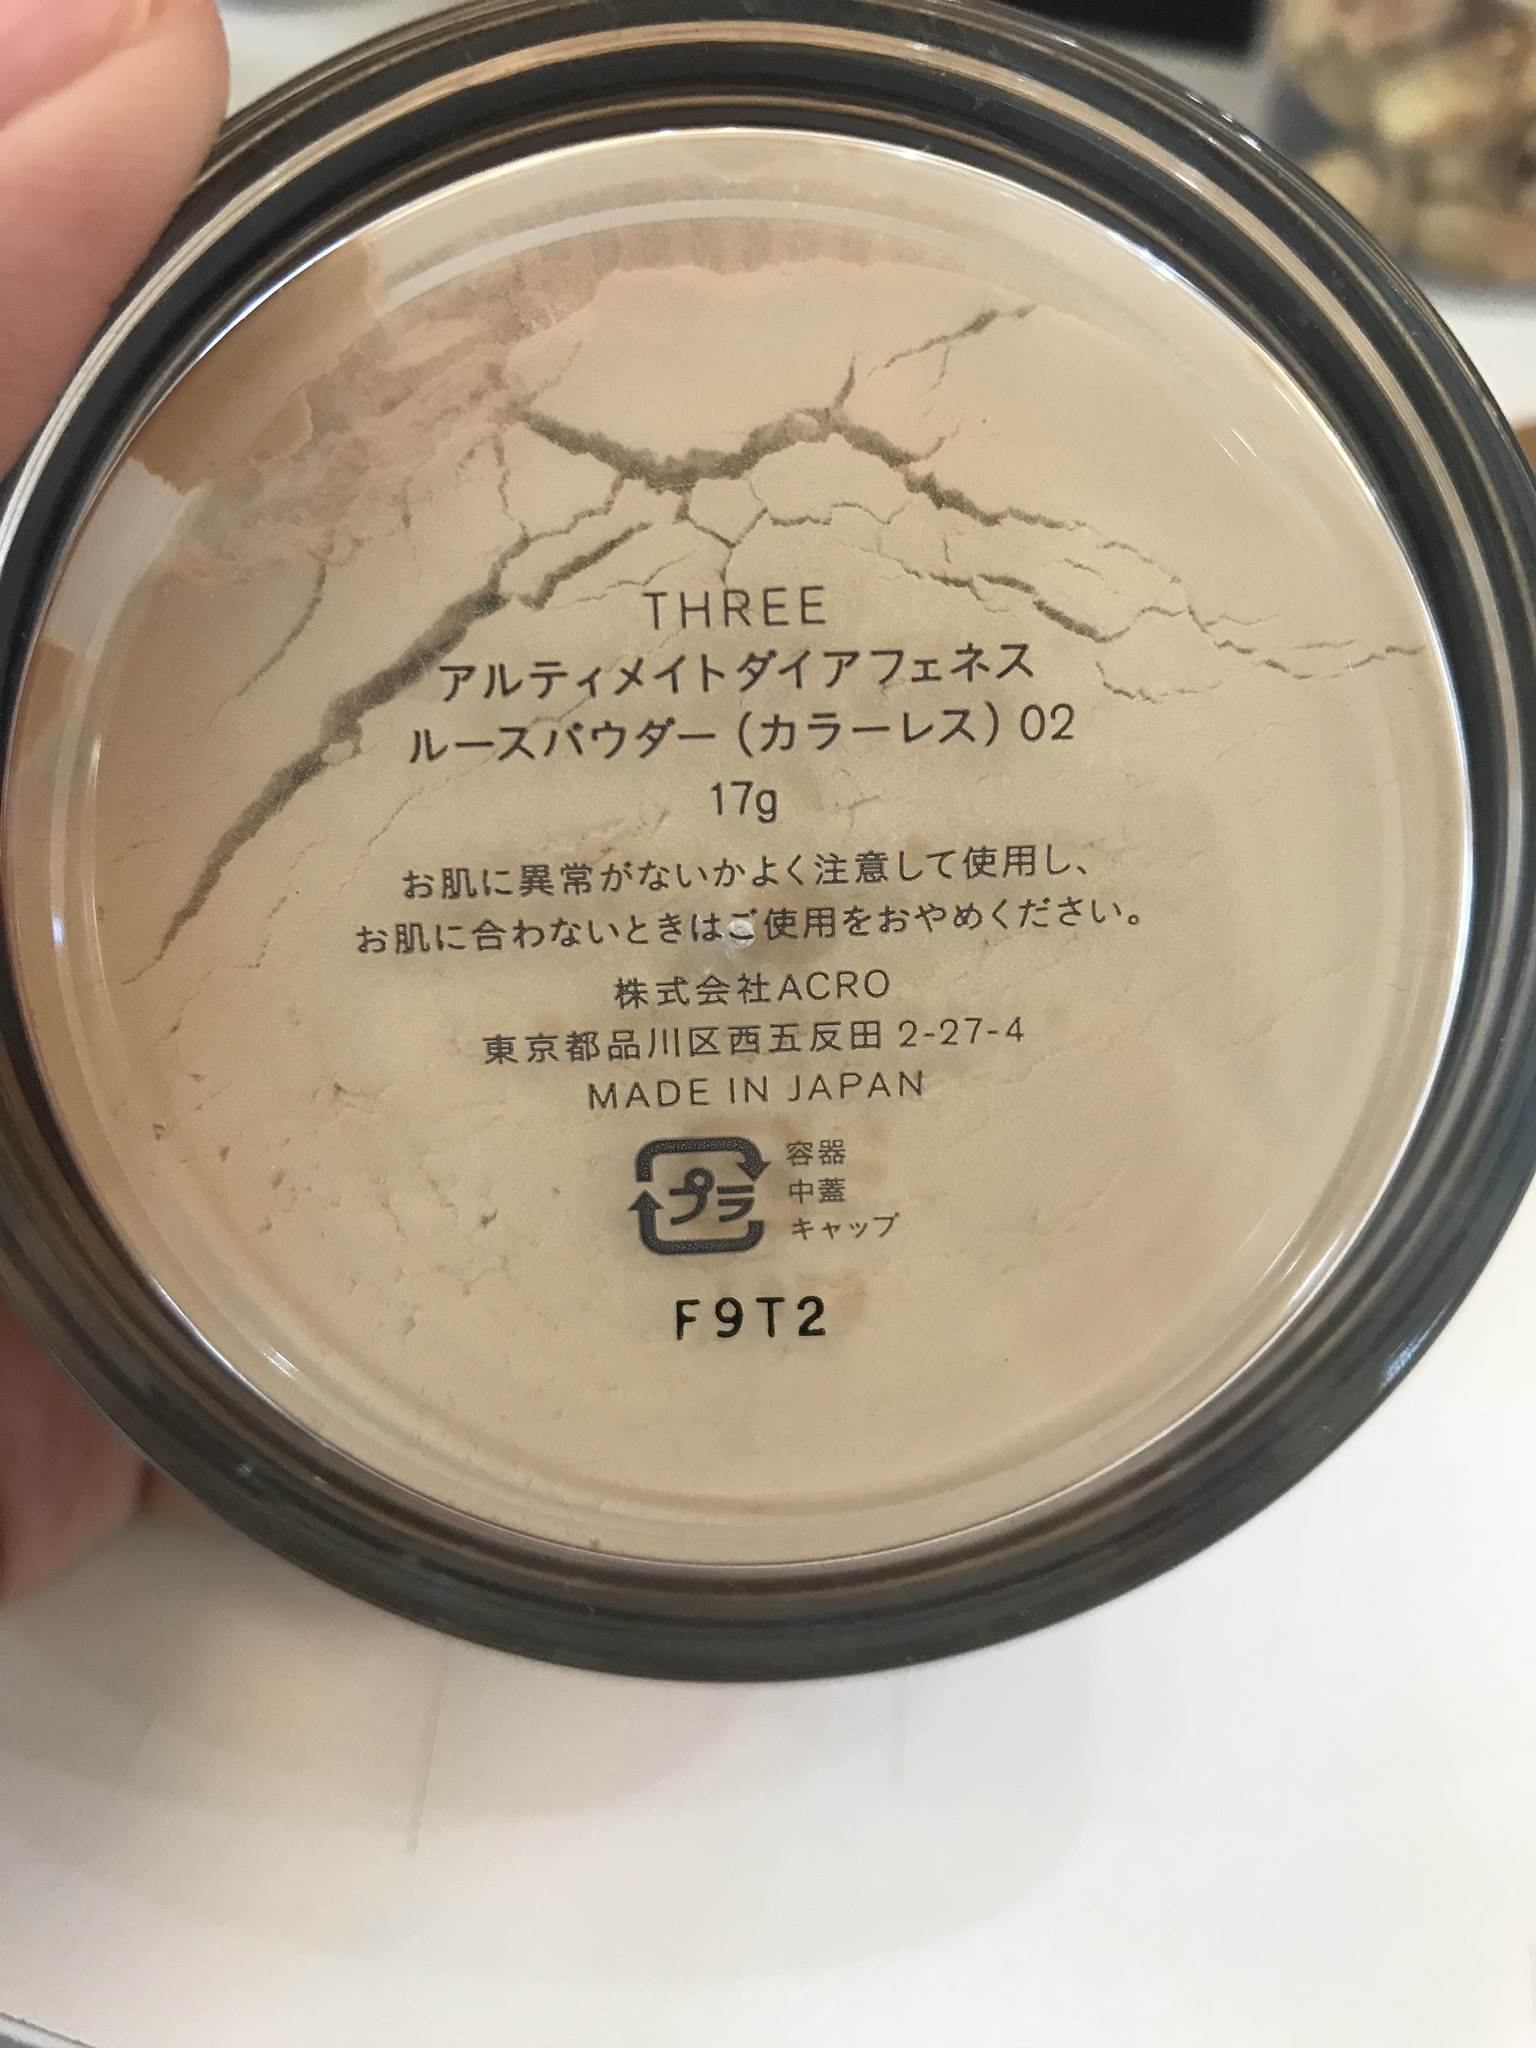 THREE
アルティメイトダイアフェネス
ルースパウダー (カラーレス) 02
17g
お肌に異常がないかよく注意して使用し、
お肌に合わないときはご使用をおやめください。
株式会社ACRO
東京都品川区西五反田 2-27-4
MADE IN JAPAN
プラ
容器
中蓋
キャップ
F9T2